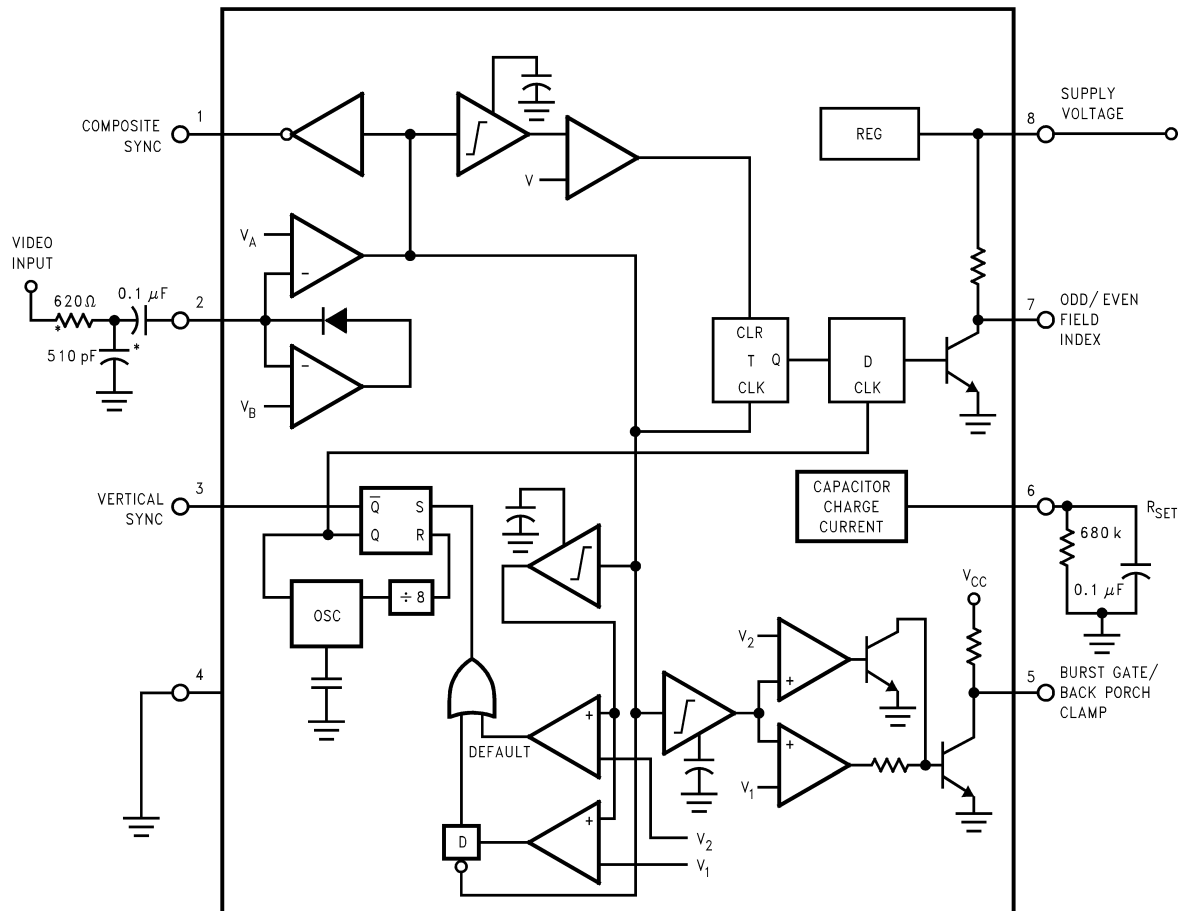 COMPOSITE
SYNC
1
V
REG
8
SUPPLY
VOLTAGE
VIDEO
INPUT
620Ω
*
0.1 µF
*
510 pF
2
V_A
−
−
V_B
CLR
T Q
CLK
D
CLK
7
ODD/EVEN
FIELD
INDEX
VERTICAL
SYNC
3
Q̅ S
Q R
OSC
÷ 8
CAPACITOR
CHARGE
CURRENT
6
R_SET
680 k
0.1 µF
V_CC
4
DEFAULT
+
+
D
V_2
V_1
V_2
+
+
V_1
5
BURST GATE/
BACK PORCH
CLAMP